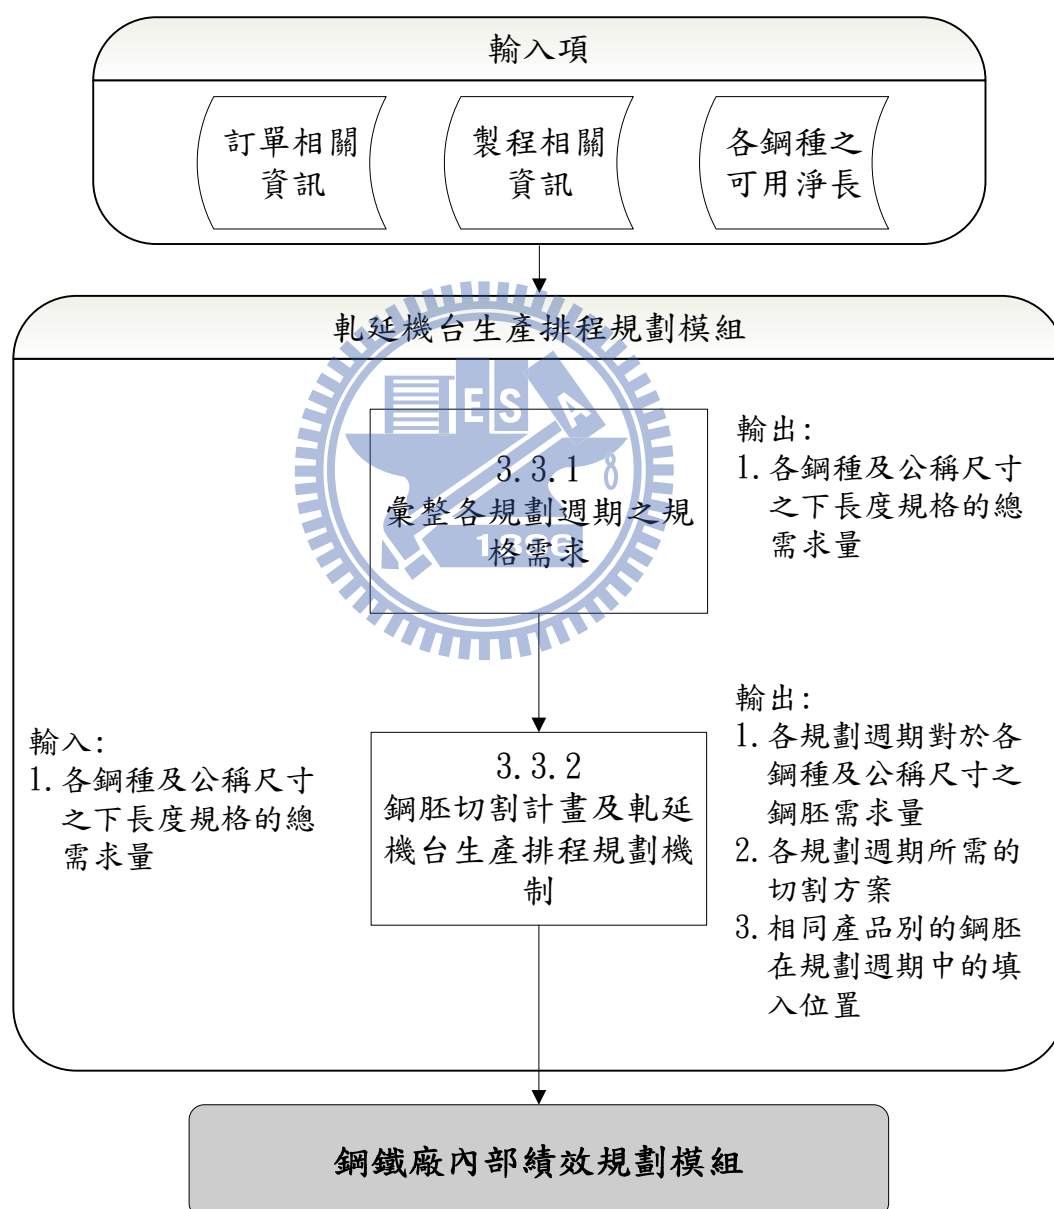 輸入項
訂單相關
資訊
製程相關
資訊
各鋼種之
可用淨長
軋延機台生產排程規劃模組
ESA
8
1896
3.3.1
彙整各規劃週期之規
格需求
輸出:
1.各鋼種及公稱尺寸
之下長度規格的總
需求量
輸入:
1.各鋼種及公稱尺寸
之下長度規格的總
需求量
3.3.2
鋼胚切割計畫及軋延
機台生產排程規劃機
制
輸出:
1.各規劃週期對於各
鋼種及公稱尺寸之
鋼胚需求量
2.各規劃週期所需的
切割方案
3.相同產品別的鋼胚
在規劃週期中的填
入位置
鋼鐵廠內部績效規劃模組